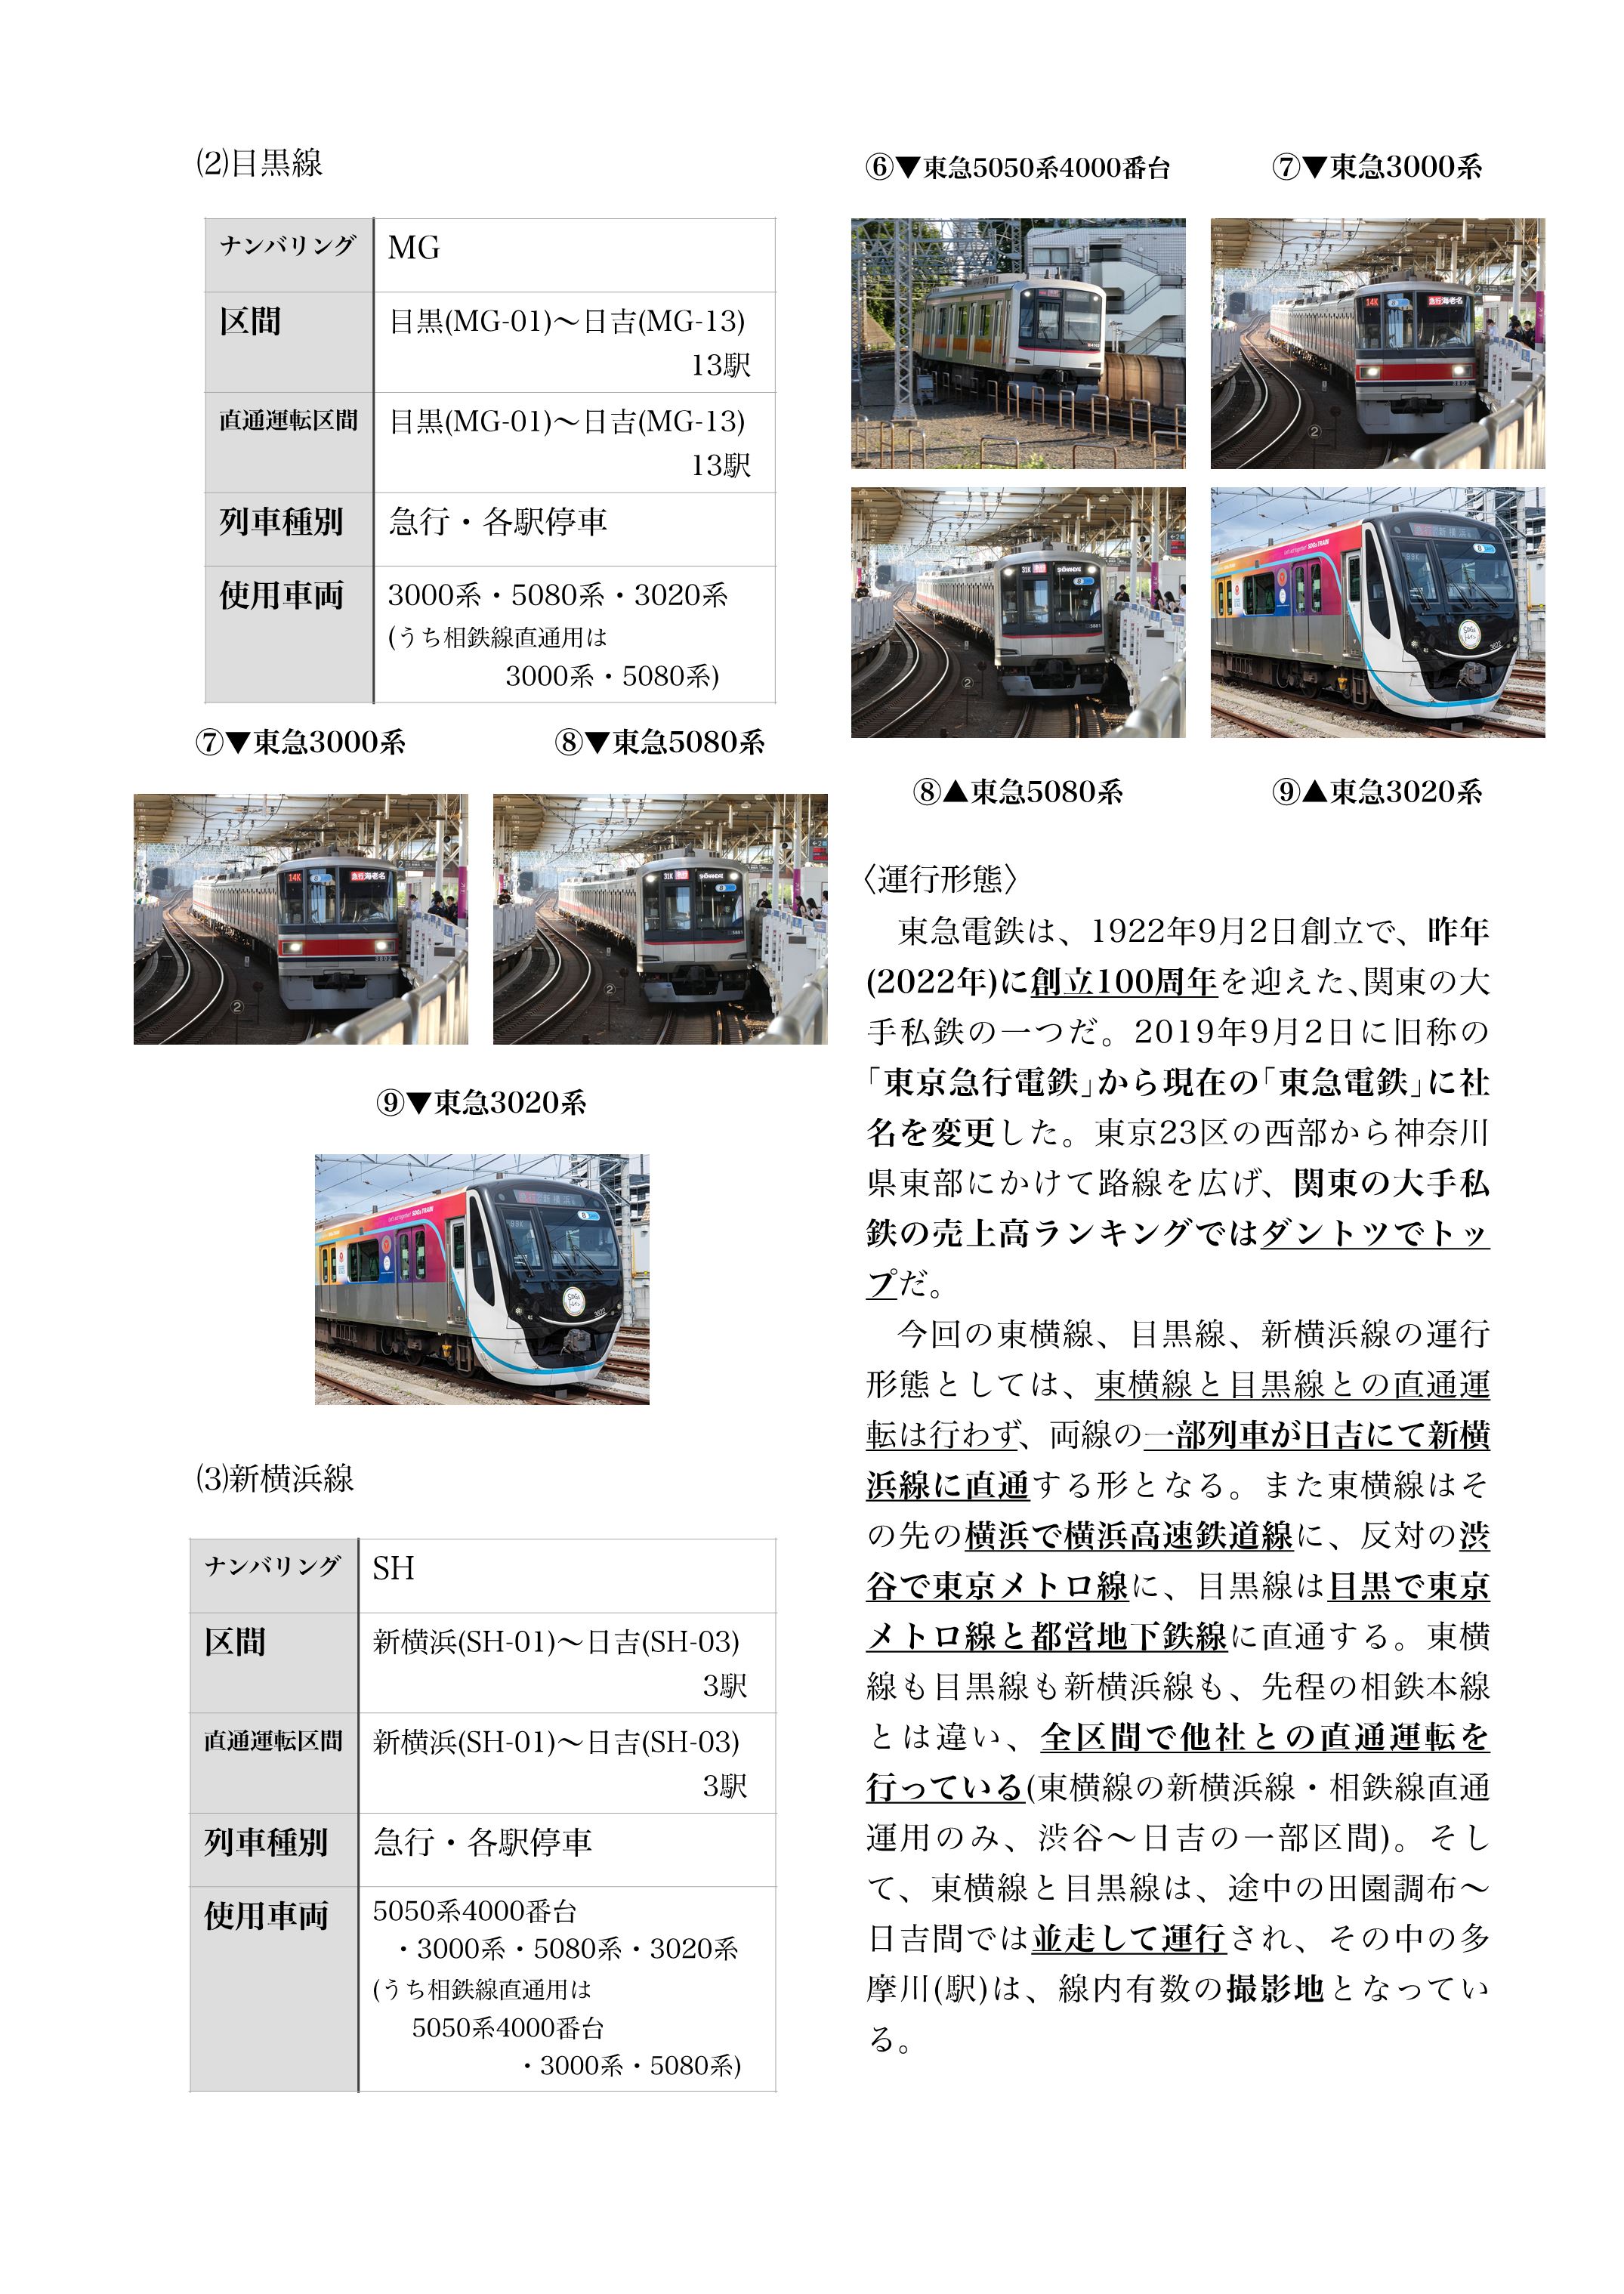 ⑵目黒線
ナンバリング MG
区間 目黒(MG-01)～日吉(MG-13)
13駅
直通運転区間 目黒(MG-01)～日吉(MG-13)
13駅
列車種別 急行・各駅停車
使用車両 3000系・5080系・3020系
(うち相鉄線直通用は
3000系・5080系)
⑦▼東急3000系 ⑧▼東急5080系
14K 急行 海老名
31K
⑨▼東急3020系
⑶新横浜線
ナンバリング SH
区間 新横浜(SH-01)～日吉(SH-03)
3駅
直通運転区間 新横浜(SH-01)～日吉(SH-03)
3駅
列車種別 急行・各駅停車
使用車両 5050系4000番台
・3000系・5080系・3020系
(うち相鉄線直通用は
5050系4000番台
・3000系・5080系)
⑥▼東急5050系4000番台 ⑦▼東急3000系
14K 急行 海老名
31K
⑧▲東急5080系 ⑨▲東急3020系
〈運行形態〉
東急電鉄は、1922年9月2日創立で、昨年
(2022年)に創立100周年を迎えた、関東の大
手私鉄の一つだ。2019年9月2日に旧称の
「東京急行電鉄」から現在の「東急電鉄」に社
名を変更した。東京23区の西部から神奈川
県東部にかけて路線を広げ、関東の大手私
鉄の売上高ランキングではダントツでトッ
プだ。
今回の東横線、目黒線、新横浜線の運行
形態としては、東横線と目黒線との直通運
転は行わず、両線の一部列車が日吉にて新横
浜線に直通する形となる。また東横線はそ
の先の横浜で横浜高速鉄道線に、反対の渋
谷で東京メトロ線に、目黒線は目黒で東京
メトロ線と都営地下鉄線に直通する。東横
線も目黒線も新横浜線も、先程の相鉄本線
とは違い、全区間で他社との直通運転を
行っている(東横線の新横浜線・相鉄線直通
運用のみ、渋谷～日吉の一部区間)。そし
て、東横線と目黒線は、途中の田園調布～
日吉間では並走して運行され、その中の多
摩川(駅)は、線内有数の撮影地となってい
る。